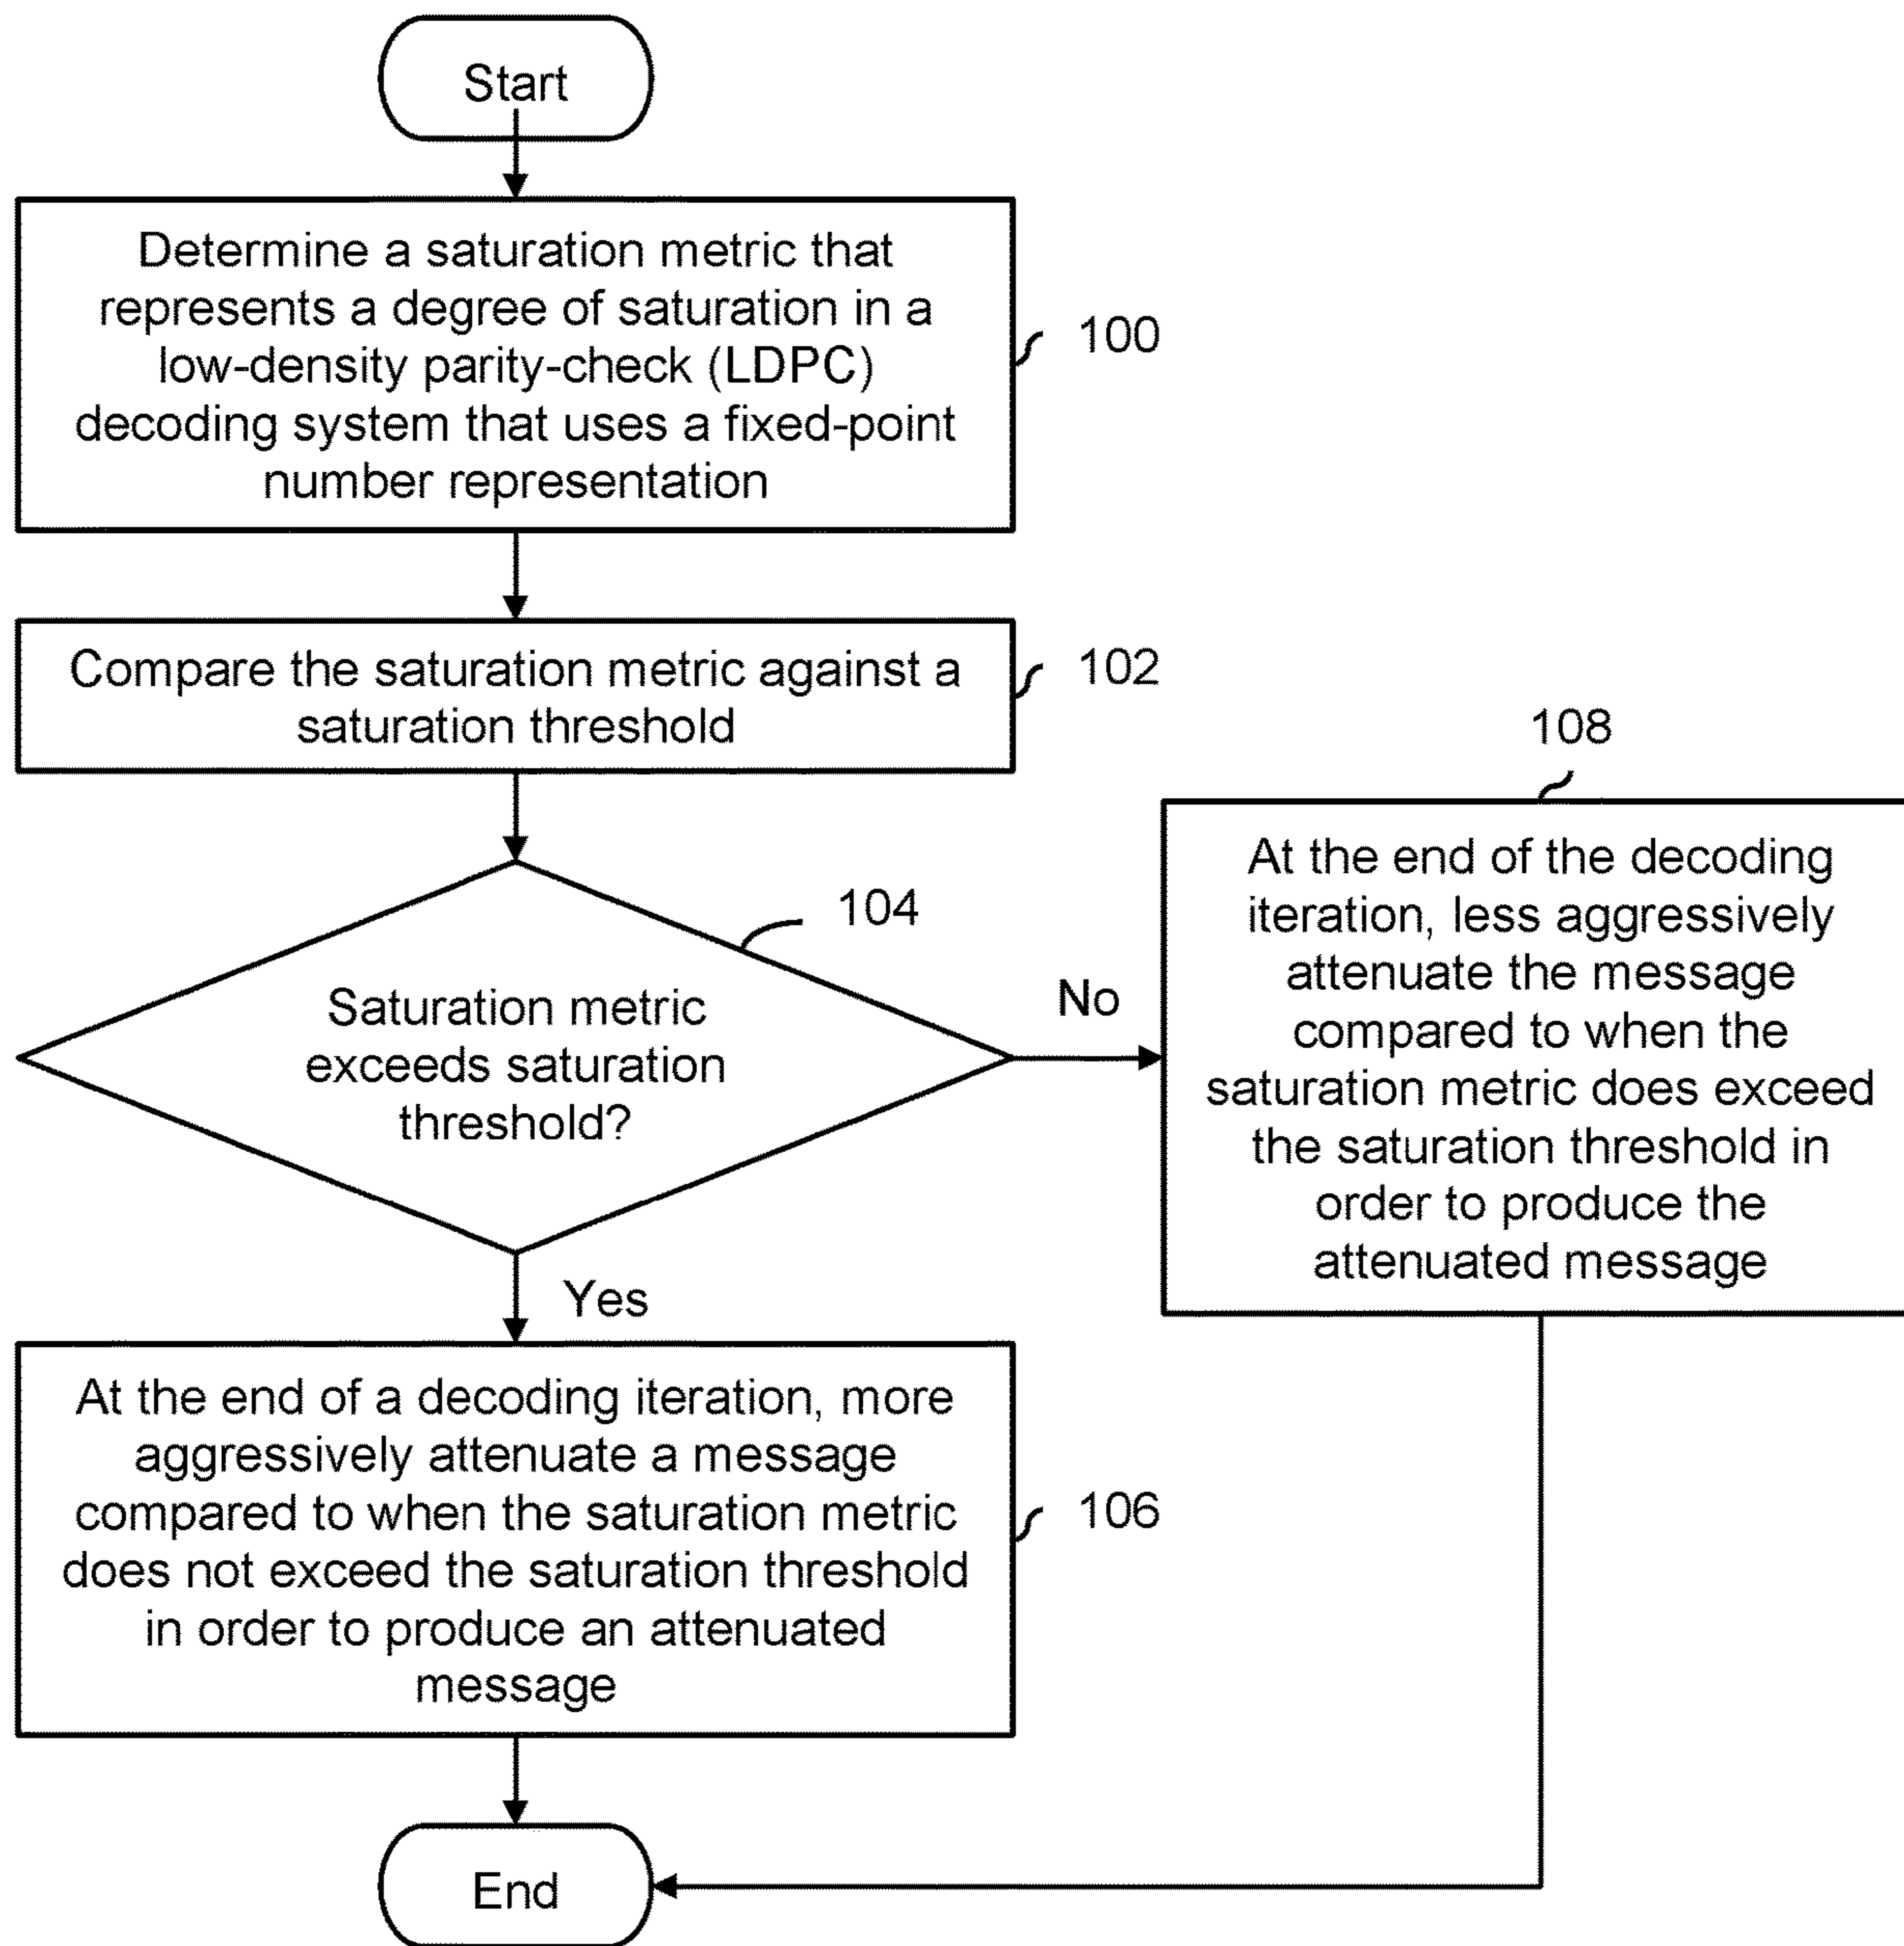 Start
Determine a saturation metric that
represents a degree of saturation in a
low-density parity-check (LDPC)
decoding system that uses a fixed-point
number representation
100
Compare the saturation metric against a
saturation threshold
102
104
Saturation metric
exceeds saturation
threshold?
No
108
At the end of the decoding
iteration, less aggressively
attenuate the message
compared to when the
saturation metric does exceed
the saturation threshold in
order to produce the
attenuated message
Yes
At the end of a decoding iteration, more
aggressively attenuate a message
compared to when the saturation metric
does not exceed the saturation threshold
in order to produce an attenuated
message
106
End